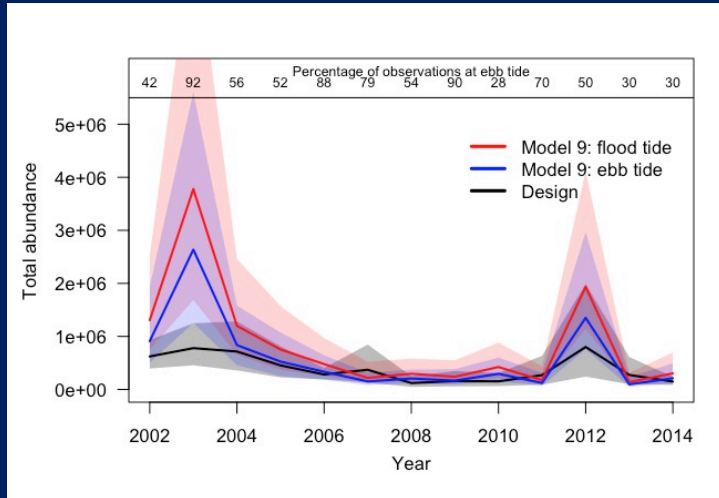 Percentage of observations at ebb tide
42 92 56 52 88 79 54 90 28 70 50 30 30
5e+06
4e+06
3e+06
2e+06
1e+06
0e+00
Total abundance
Model 9: flood tide
Model 9: ebb tide
Design
2002 2004 2006 2008 2010 2012 2014
Year